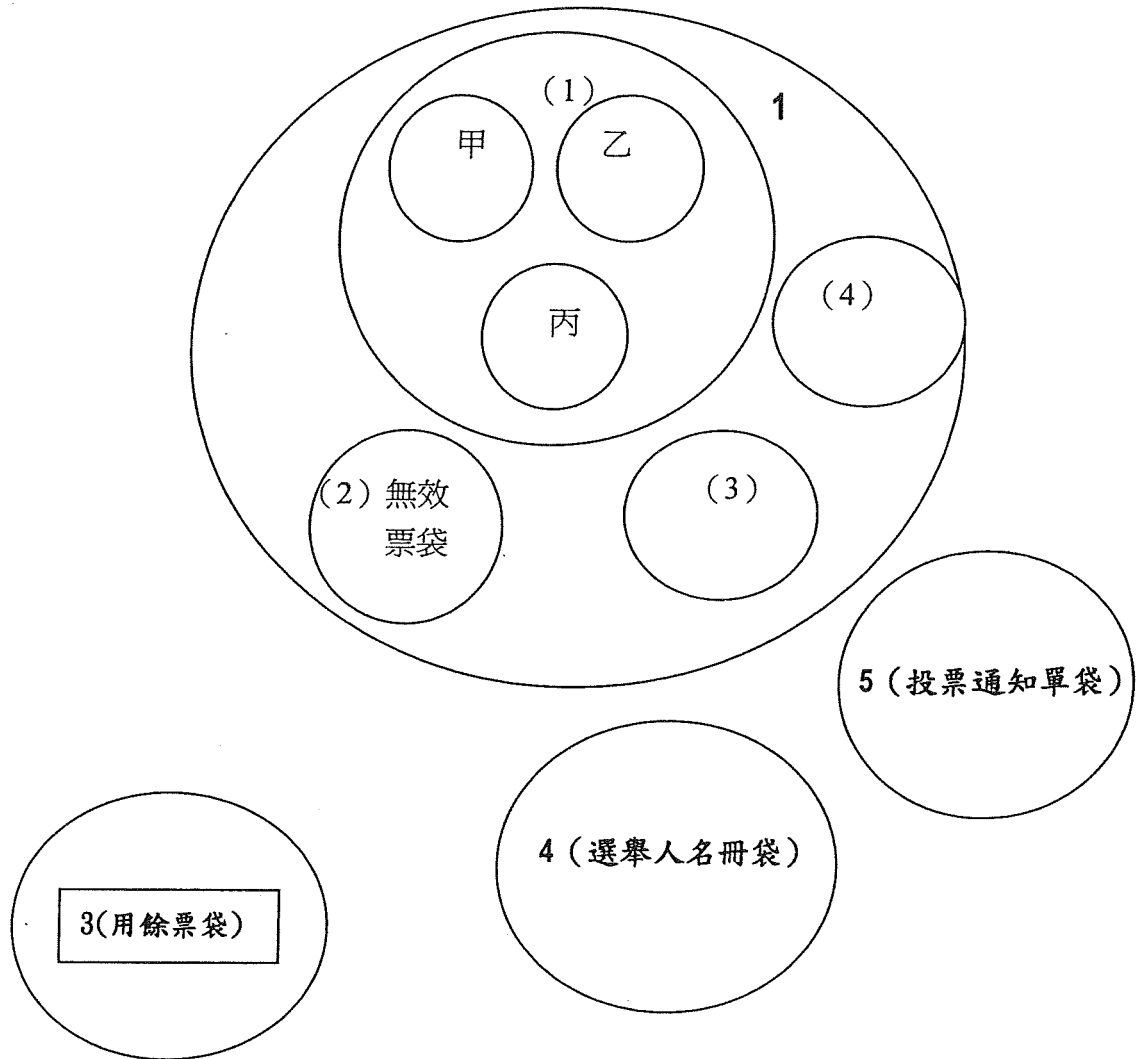 (1)
1
甲
乙
(4)
丙
(2)無效
票袋
(3)
5(投票通知單袋)
4(選舉人名冊袋)
3(用餘票袋)